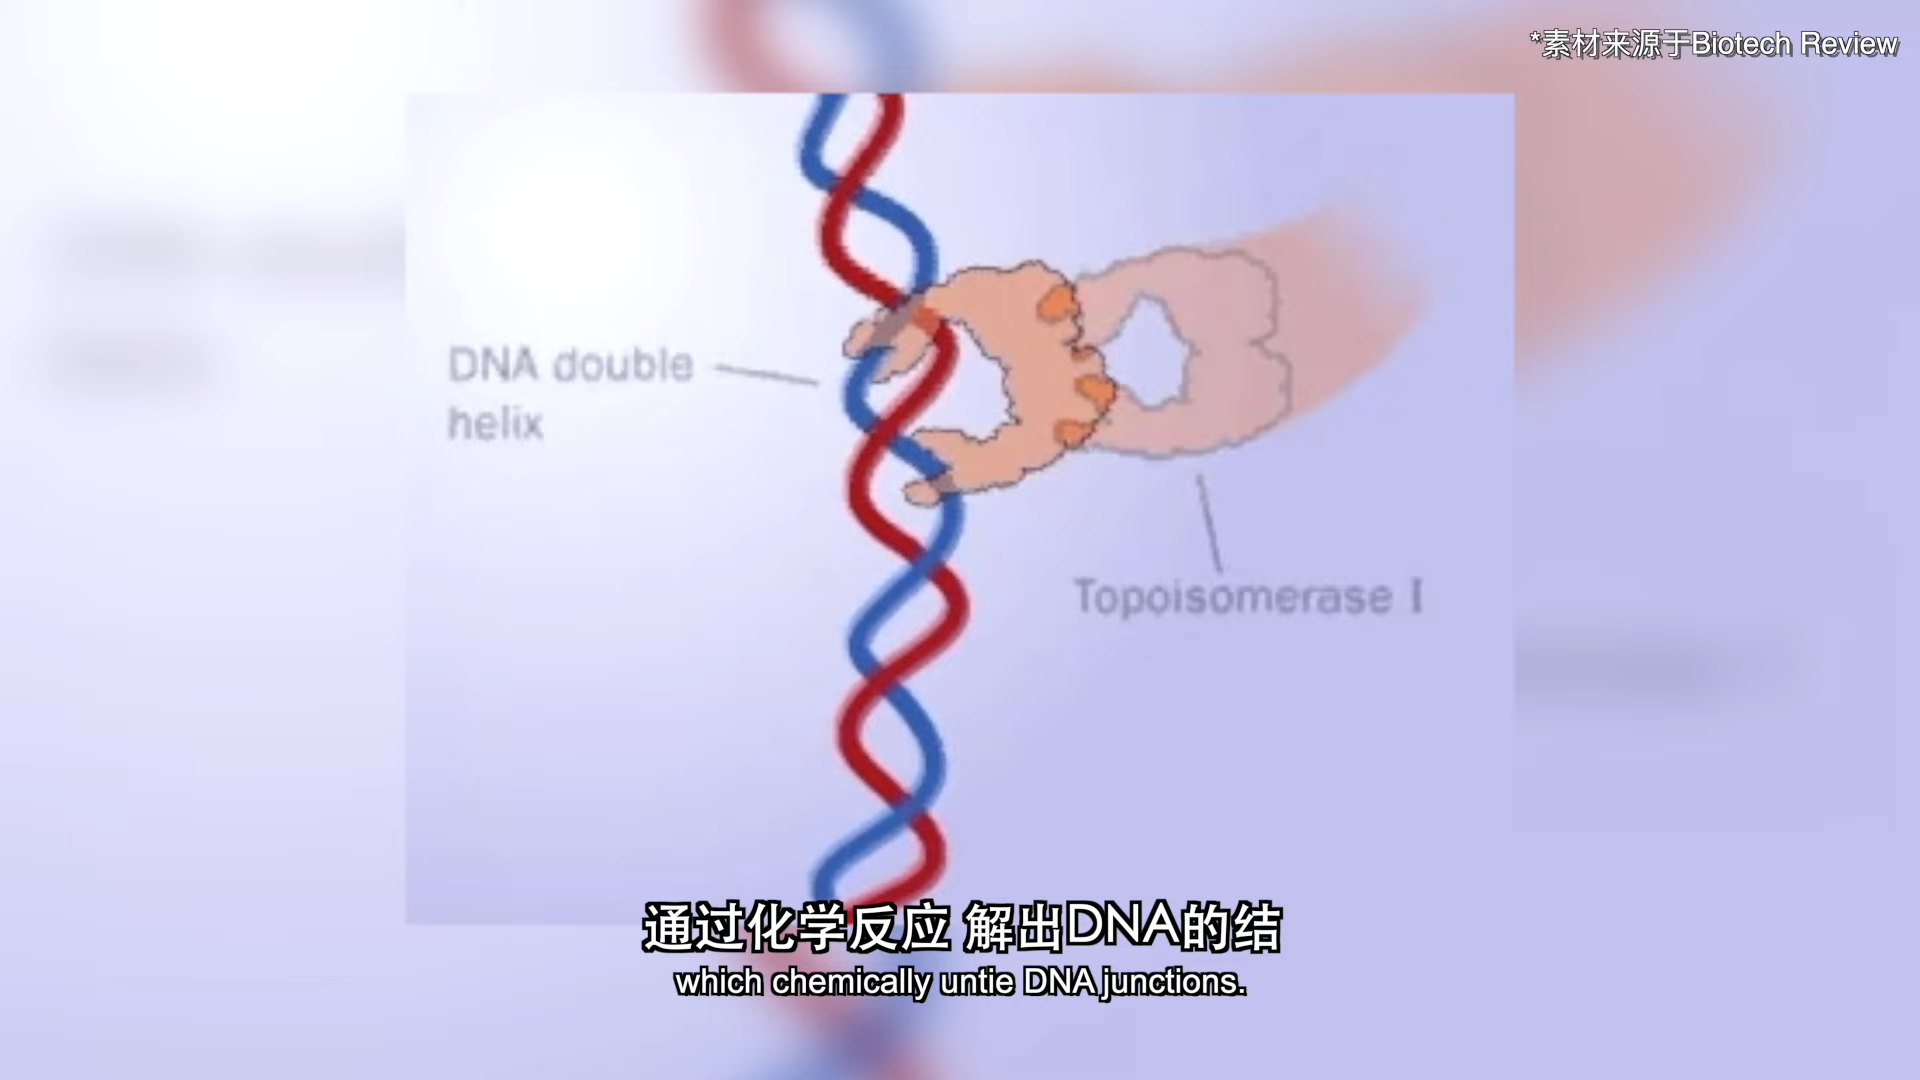 *素材来源于Biotech Review
DNA double
helix
Topoisomerase I
通过化学反应 解出DNA的结
which chemically untie DNA junctions.